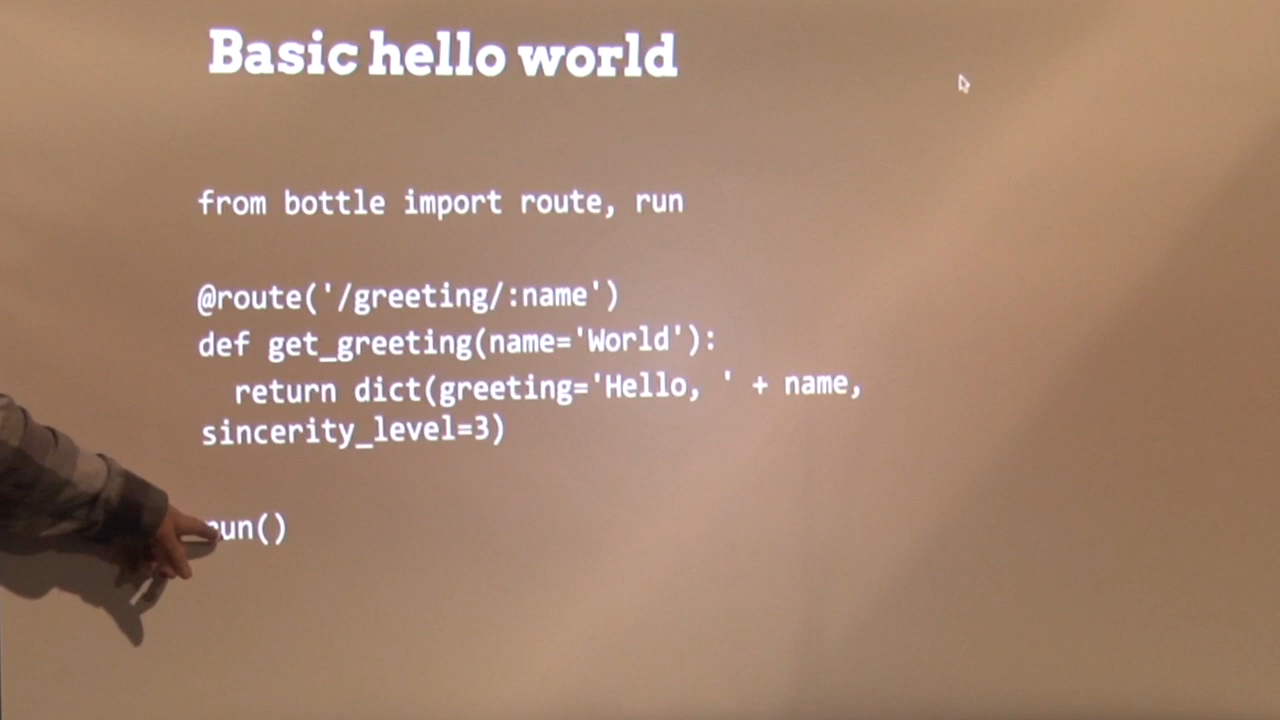 Basic hello world
from bottle import route, run
@route('/greeting/:name')
def get_greeting(name='World'):
return dict(greeting='Hello, ' + name,
sincerity_level=3)
run()